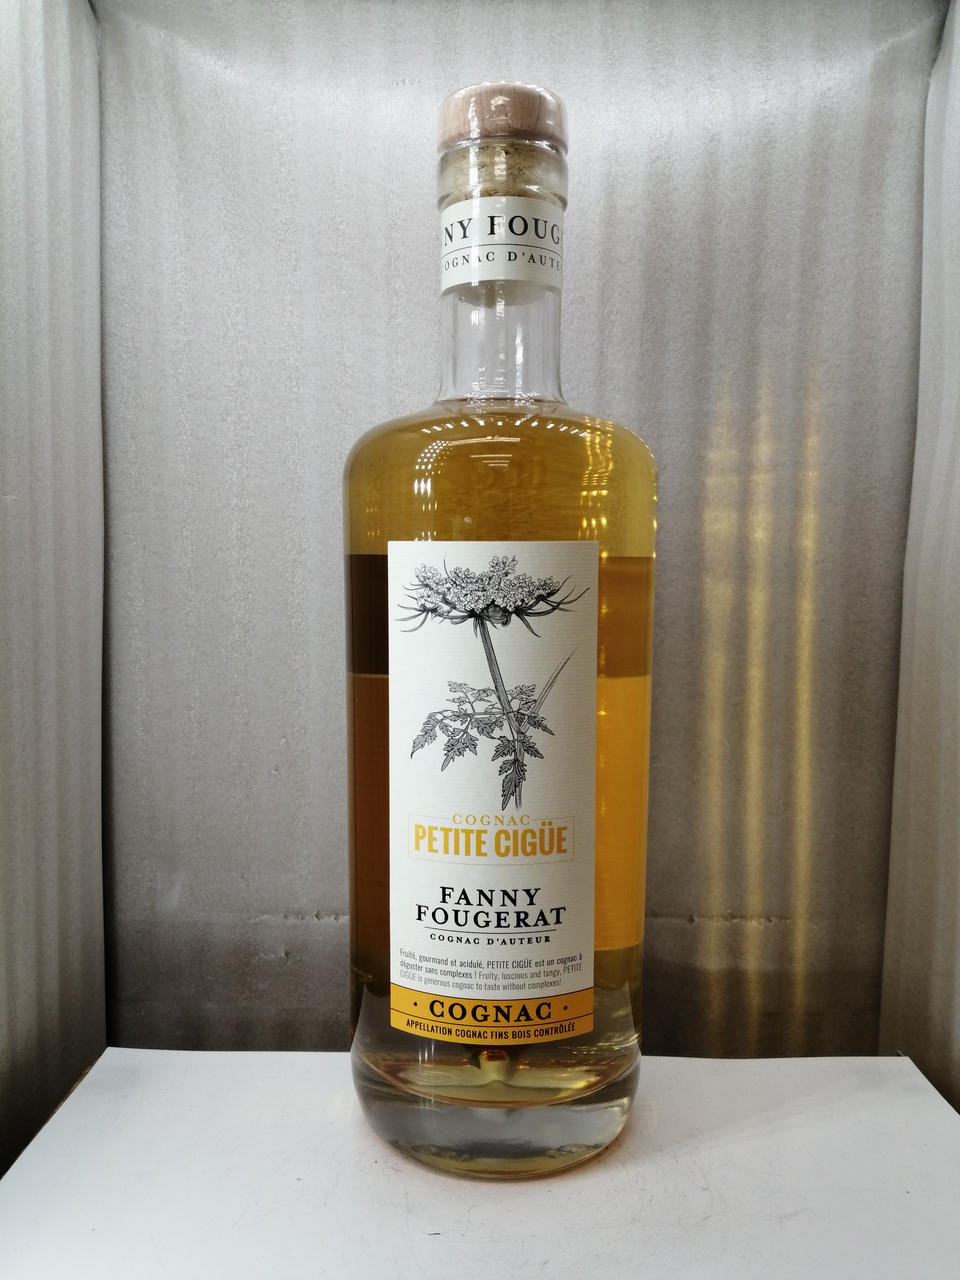 NY FOUG
OGNAC D'AUTE
COGNAC
PETITE CIGÜE
FANNY
FOUGERAT
COGNAC D'AUTEUR
Fruité, gourmand et acidulé, PETITE CIGÜE est un cognac à
déguster sans complexes ! Fruity, luscious and tangy, PETITE
CIGÜE is generous cognac to taste without complexes!
· COGNAC ·
APPELLATION COGNAC FINS BOIS CONTRÔLÉE